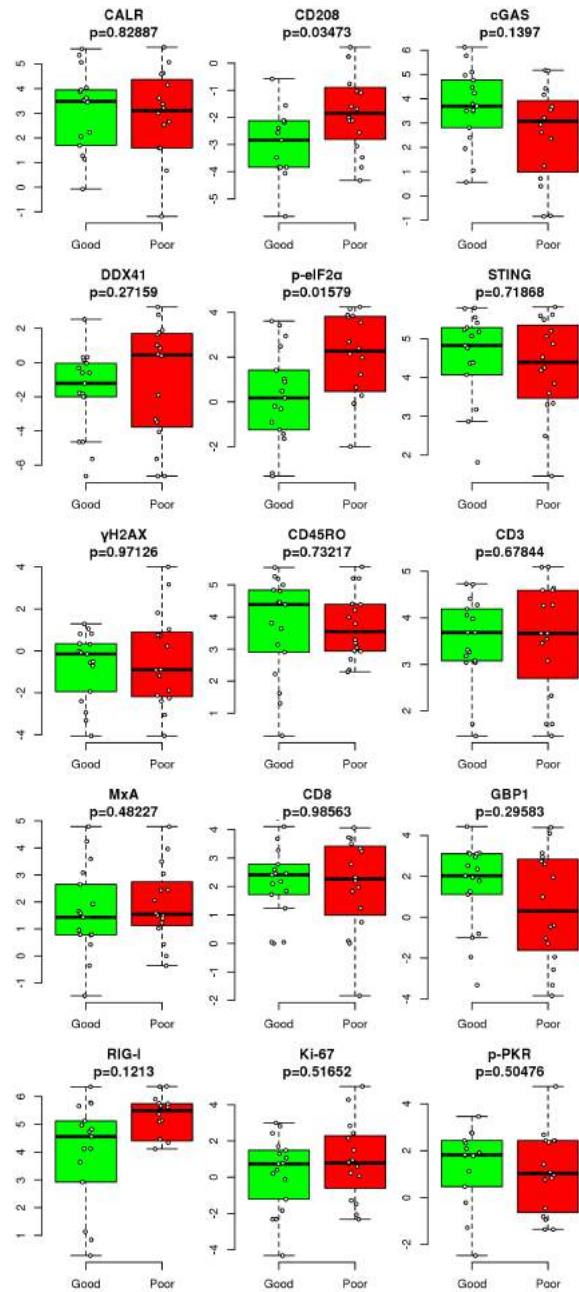 CALR CD208 cGAS
p=0.82887 p=0.03473 p=0.1397
5 4 3 2 1 0 -1
0 -1 -2 -3 -4 -5
6 5 4 3 2 1 0 -1
Good Poor Good Poor Good Poor
DDX41 p-eIF2α STING
p=0.27159 p=0.01579 p=0.71868
2 0 -2 -4 -6
4 2 0 -2
5 4 3 2
Good Poor Good Poor Good Poor
γH2AX CD45RO CD3
p=0.97126 p=0.73217 p=0.67844
4 2 0 -2 -4
5 4 3 2 1
5 4 3 2
Good Poor Good Poor Good Poor
MxA CD8 GBP1
p=0.48227 p=0.98563 p=0.29583
5 4 3 2 1 0 -1
4 3 2 1 0 -1 -2
4 2 0 -2 -4
Good Poor Good Poor Good Poor
RIG-I Ki-67 p-PKR
p=0.1213 p=0.51652 p=0.50476
6 5 4 3 2 1
4 2 0 -2 -4
4 2 0 -2
Good Poor Good Poor Good Poor